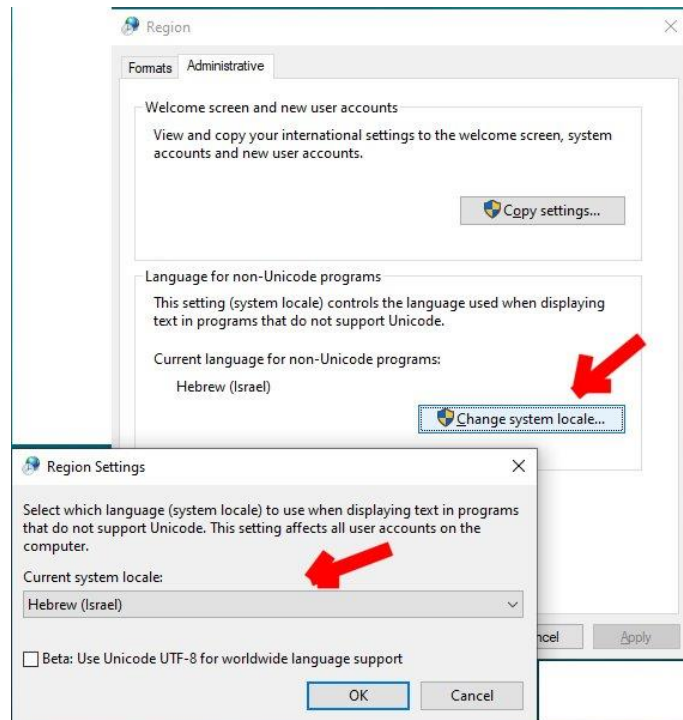 Region
Formats
Administrative
Welcome screen and new user accounts
View and copy your international settings to the welcome screen, system
accounts and new user accounts.
Copy settings...
Language for non-Unicode programs
This setting (system locale) controls the language used when displaying
text in programs that do not support Unicode.
Current language for non-Unicode programs:
Hebrew (Israel)
Change system locale...
Region Settings
Select which language (system locale) to use when displaying text in programs
that do not support Unicode. This setting affects all user accounts on the
computer.
Current system locale:
Hebrew (Israel)
Beta: Use Unicode UTF-8 for worldwide language support
OK
Cancel
ncel
Apply